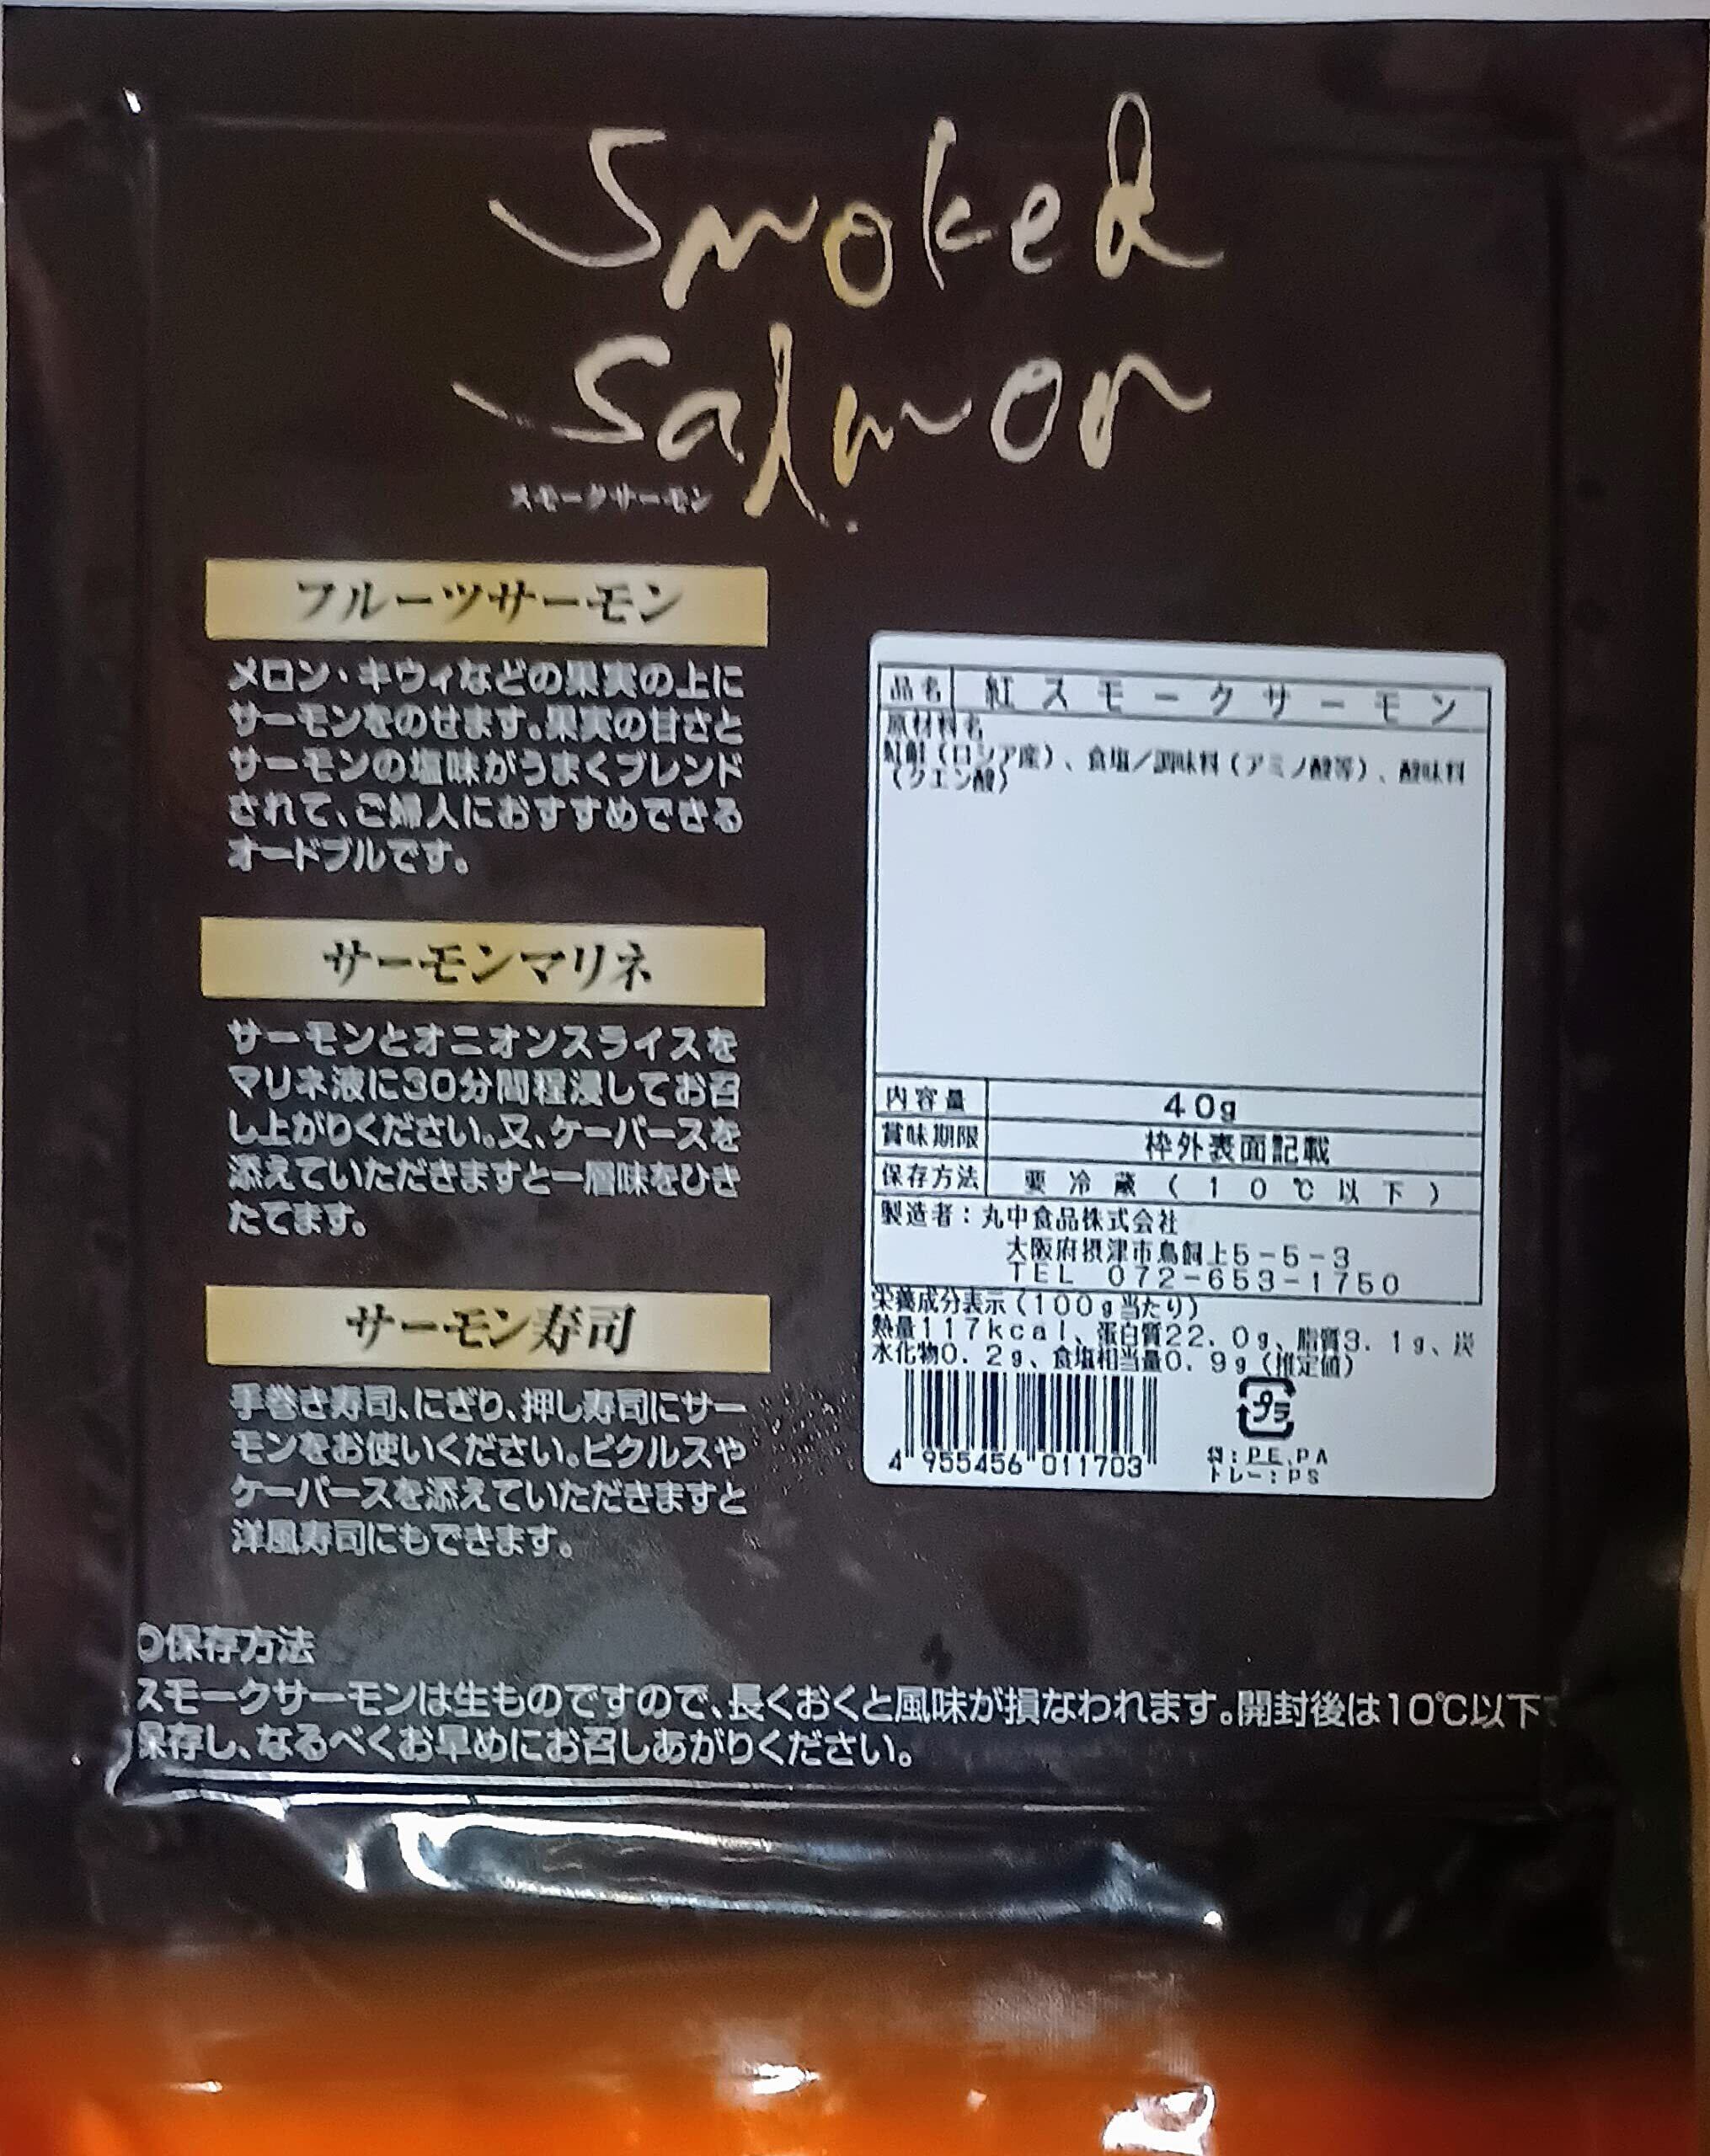 Smoked
Salmon
スモークサーモン
フルーツサーモン
メロン・キウィなどの果実の上に
サーモンをのせます。果実の甘さと
サーモンの塩味がうまくブレンド
されて、ご婦人におすすめできる
オードブルです。
サーモンマリネ
サーモンとオニオンスライスを
マリネ液に30分間程浸してお召
し上がりください。又、ケーパースを
添えていただきますと一層味をひき
たてます。
サーモン寿司
手巻き寿司、にぎり、押し寿司にサー
モンをお使いください。ピクルスや
ケーパースを添えていただきますと
洋風寿司にもできます。
品名 紅スモークサーモン
原材料名
紅鮭(ロシア産)、食塩/調味料(アミノ酸等)、酸味料
(クエン酸)
内容量 40g
賞味期限 枠外表面記載
保存方法 要冷蔵(10℃以下)
製造者:丸中食品株式会社
大阪府摂津市鳥飼上5-5-3
TEL 072-653-1750
栄養成分表示(100g当たり)
熱量117kcal、蛋白質22.0g、脂質3.1g、炭
水化物0.2g、食塩相当量0.9g(推定値)
4 955456 011703
プラ
袋:PE,PA
トレー:PS
◎保存方法
スモークサーモンは生ものですので、長くおくと風味が損なわれます。開封後は10℃以下で
保存し、なるべくお早めにお召しあがりください。